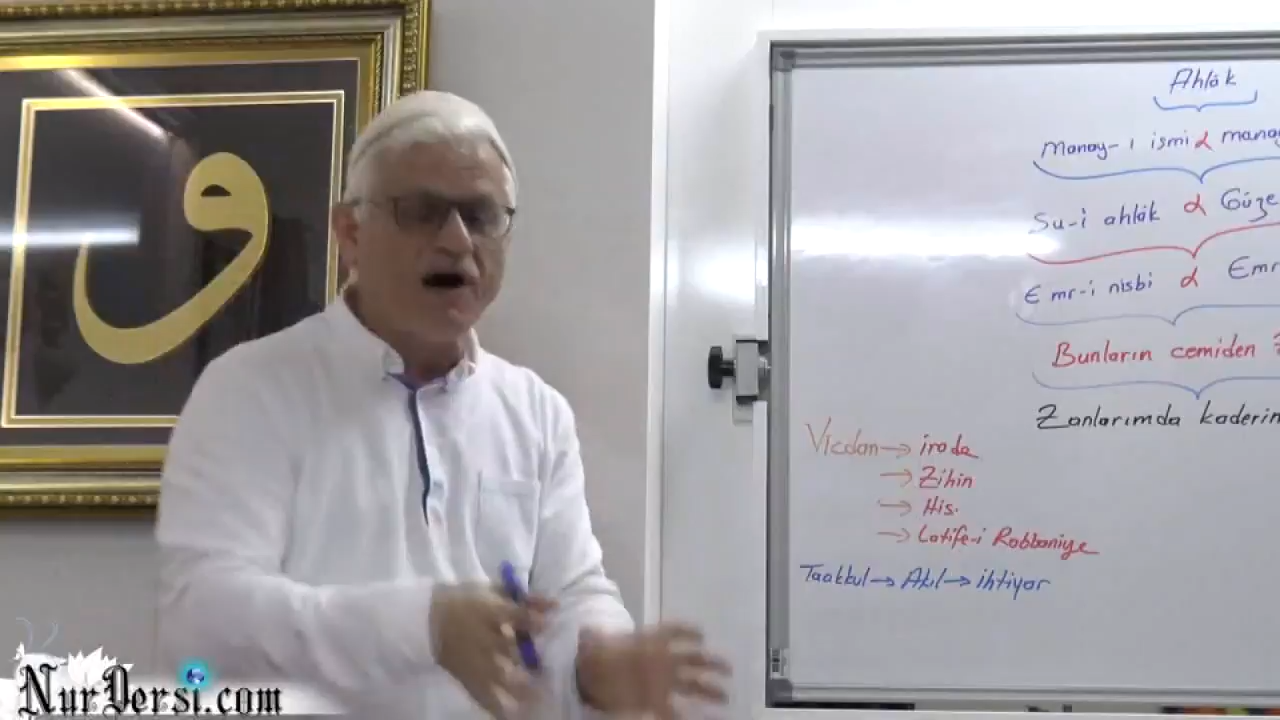 و
Ahlâk
Manay-ı ismi α manay
Su-i ahlâk α Güze
Emr-i nisbi α Emr
Bunların cemiden
Zanlarımda kaderin
Vicdan → irade
→ Zihin
→ His.
→ Latife-i Rabbaniye
Taakkul → Akıl → ihtiyar
NurDersi.com